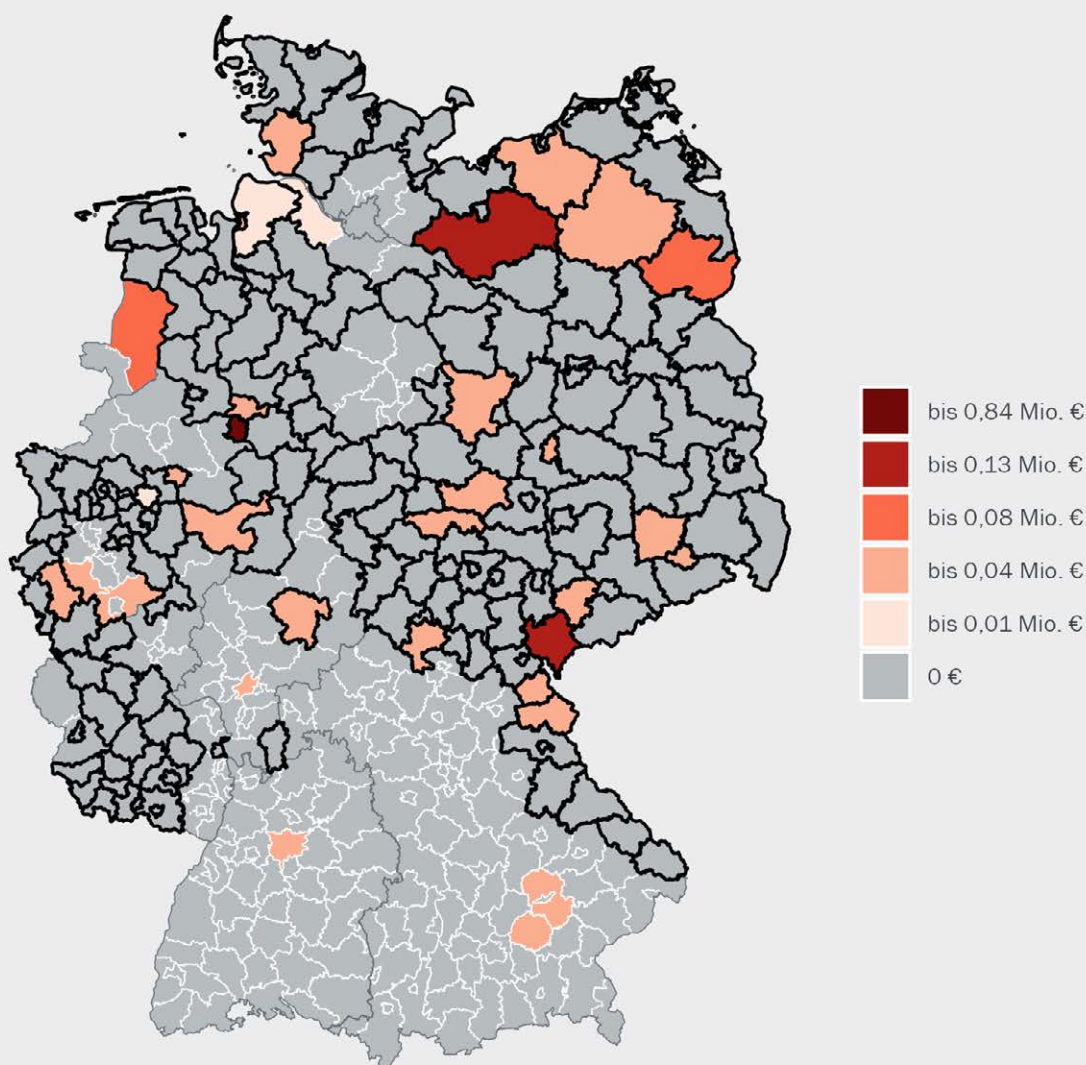 bis 0,84 Mio. €
bis 0,13 Mio. €
bis 0,08 Mio. €
bis 0,04 Mio. €
bis 0,01 Mio. €
0 €